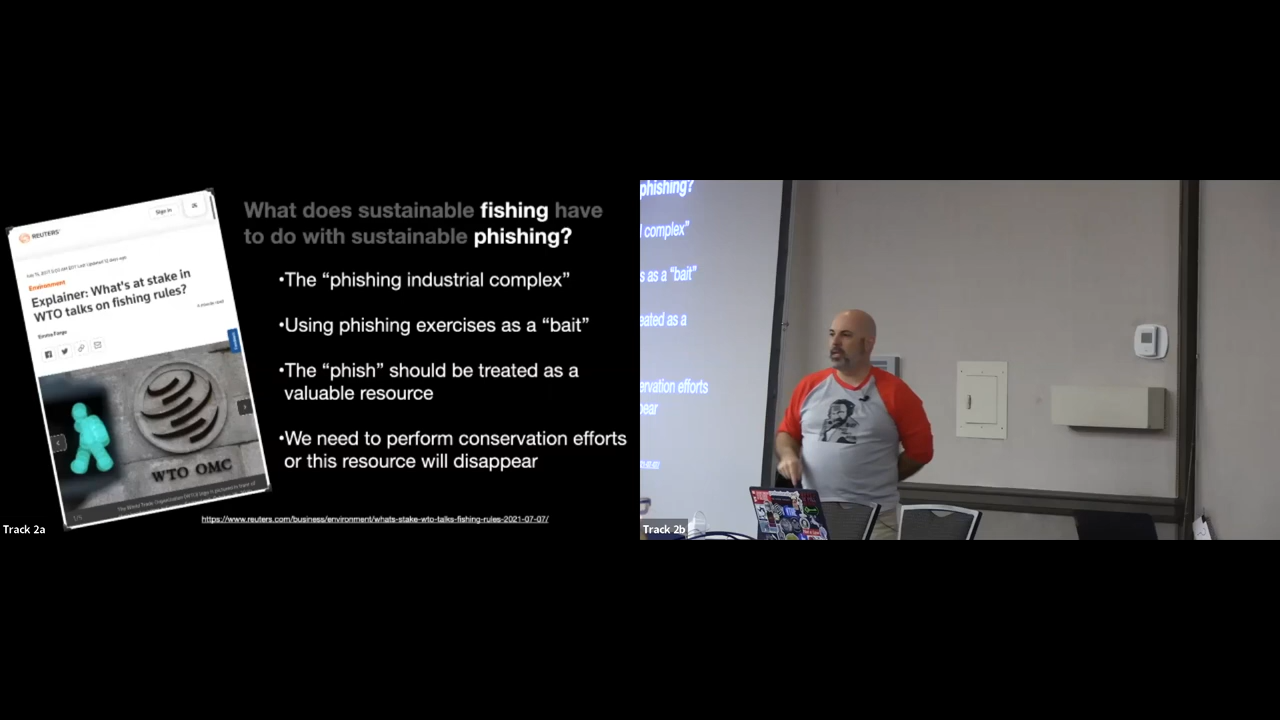 Sign in
REUTERS
Environment
Explainer: What's at stake in
WTO talks on fishing rules?
Emma Farge
WTO OMC
What does sustainable fishing have
to do with sustainable phishing?
•The “phishing industrial complex”
•Using phishing exercises as a “bait”
•The “phish” should be treated as a
valuable resource
•We need to perform conservation efforts
or this resource will disappear
https://www.reuters.com/business/environment/whats-stake-wto-talks-fishing-rules-2021-07-07/
Track 2a
phishing?
complex”
s as a “bait”
eated as a
ervation efforts
ear
Track 2b